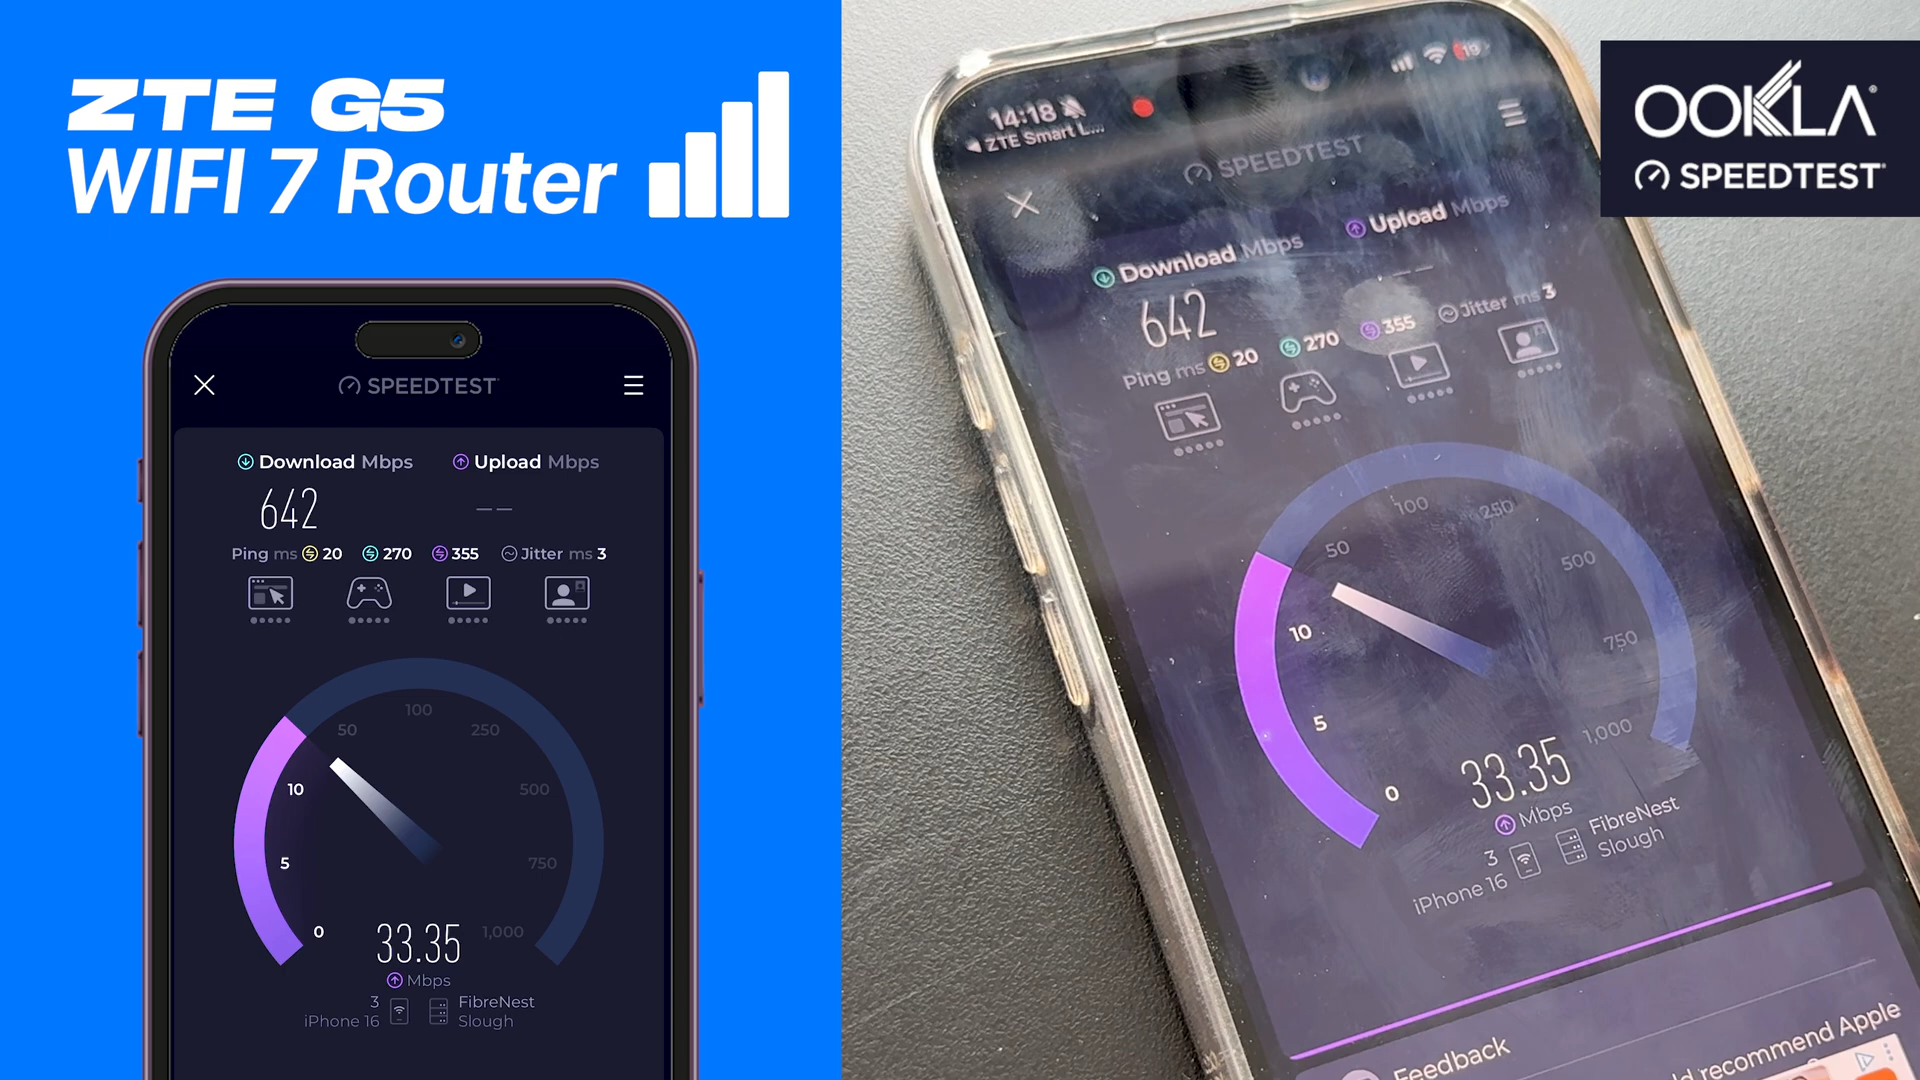 ZTE G5
WIFI 7 Router
SPEEDTEST
Download Mbps
Upload Mbps
642
Ping ms 20
270
355
Jitter ms 3
100
50
250
10
500
5
750
0
33.35
1,000
Mbps
3
iPhone 16
FibreNest
Slough
14:18
19
ZTE Smart L...
SPEEDTEST
Download Mbps
Upload Mbps
642
Ping ms 20
270
355
Jitter ms 3
100
250
50
500
10
750
5
1,000
0
33.35
Mbps
3
iPhone 16
FibreNest
Slough
Feedback
ld recommend Apple
OOKLA®
SPEEDTEST®